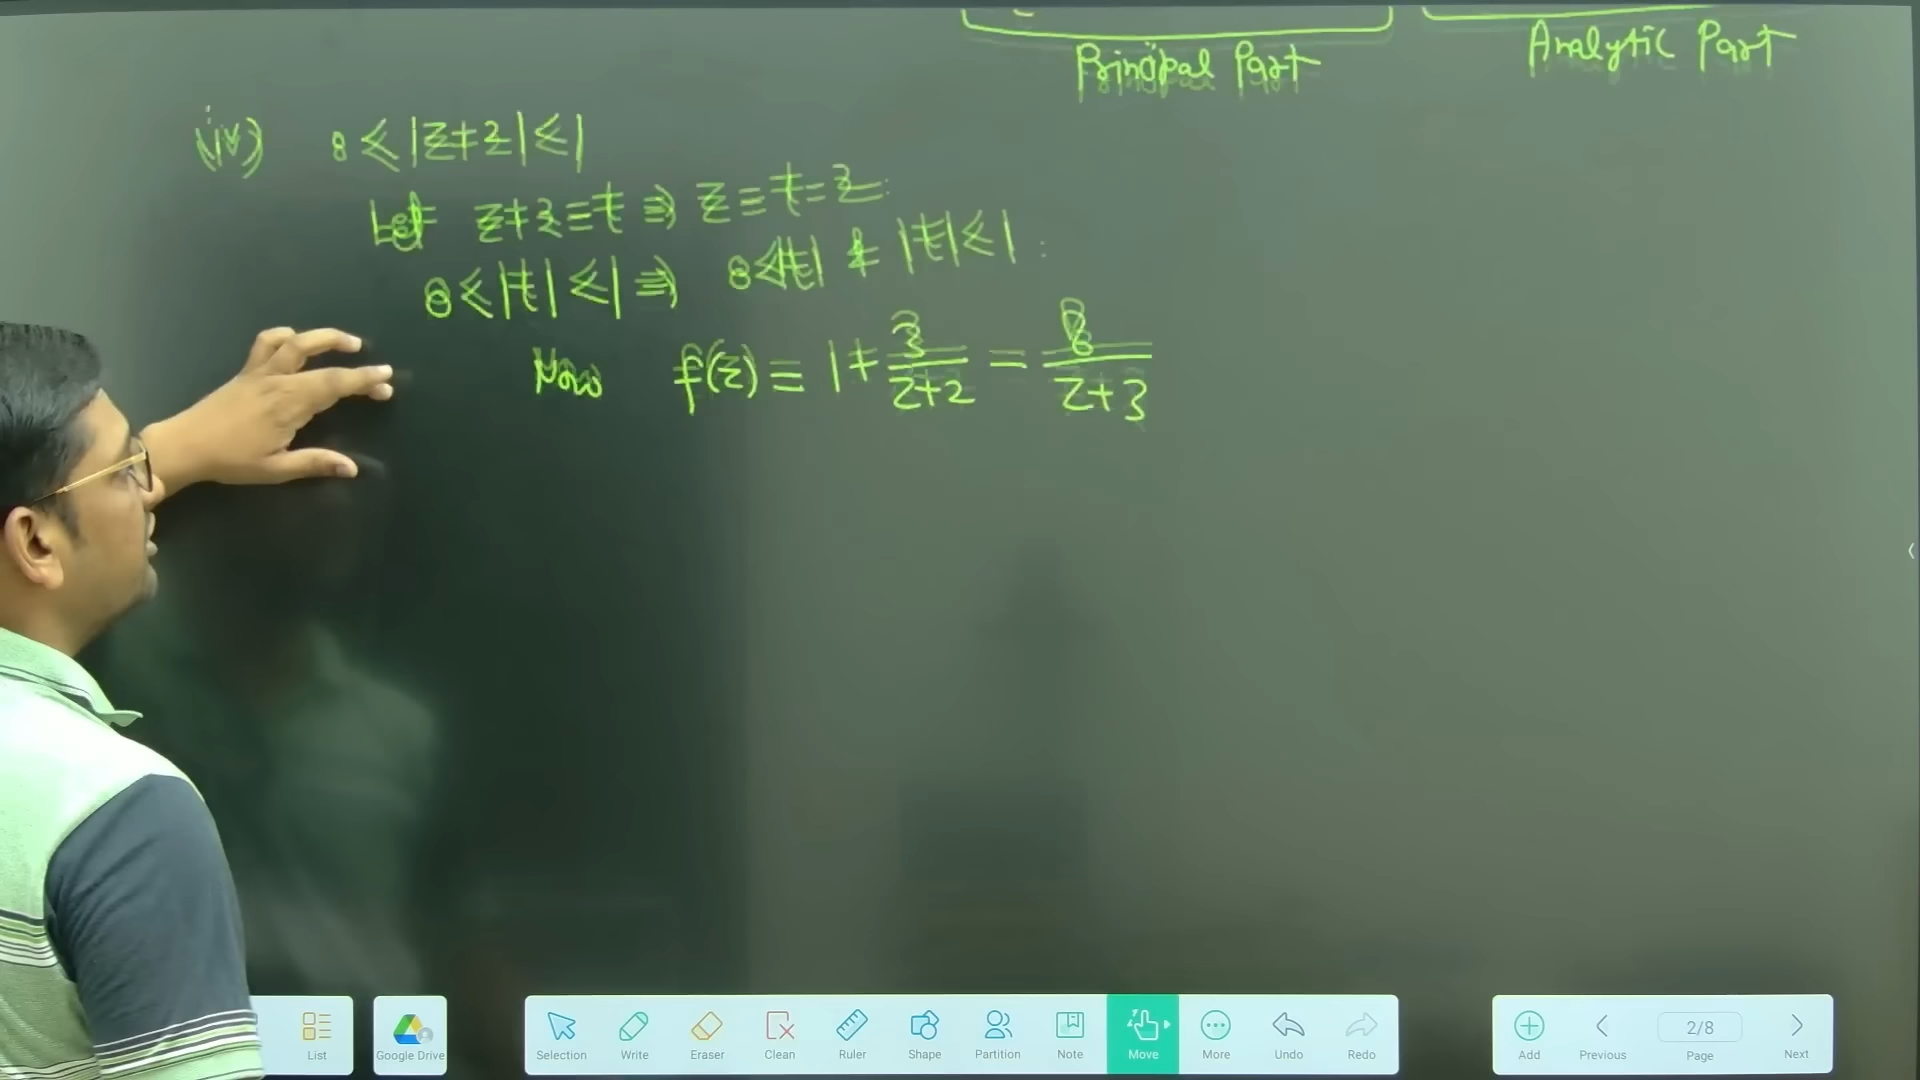 Principal Part Analytic Part
(iv) 0 < |z+2| < 1
Let z+2 = t ⇒ z = t-2.
0 < |t| < 1 ⇒ 0 < |t| & |t| < 1.
Now f(z) = 1 + 3/(z+2) - 8/(z+3)
List
Google Drive
Selection Write Eraser Clean Ruler Shape Partition Note Move More Undo Redo
2/8
Add Previous Page Next